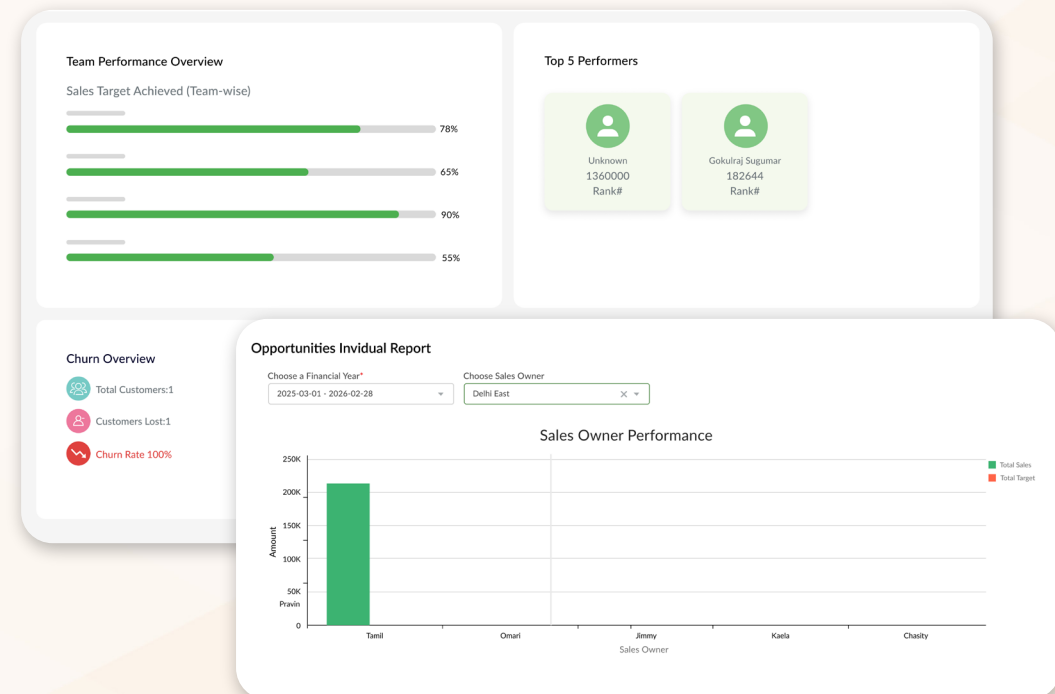 Team Performance Overview
Sales Target Achieved (Team-wise)
78%
65%
90%
55%
Top 5 Performers
Unknown
1360000
Rank#
Gokulraj Sugumar
182644
Rank#
Churn Overview
Total Customers:1
Customers Lost:1
Churn Rate 100%
Opportunities Invidual Report
Choose a Financial Year*
Choose Sales Owner
2025-03-01 - 2026-02-28
Delhi East
Sales Owner Performance
250K
200K
150K
100K
50K
Pravin
0
Amount
Tamil
Omari
Jimmy
Kaela
Chasity
Sales Owner
Total Sales
Total Target